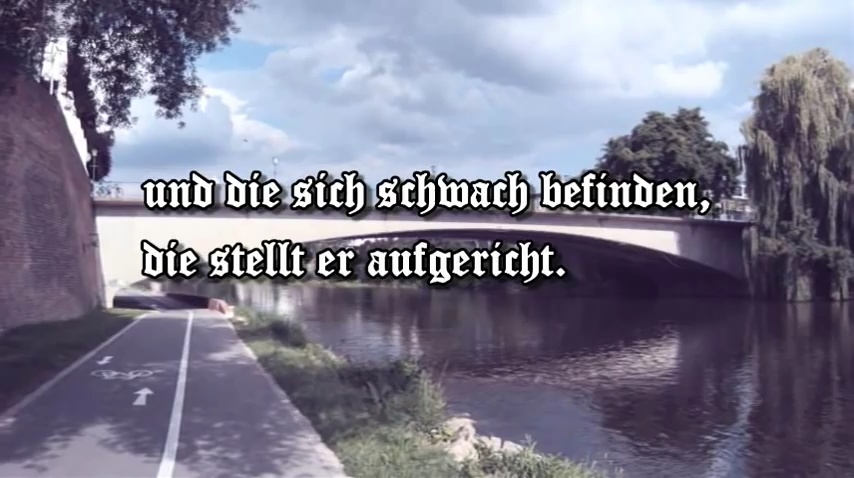 und die sich schwach befinden,
die stellt er aufgericht.